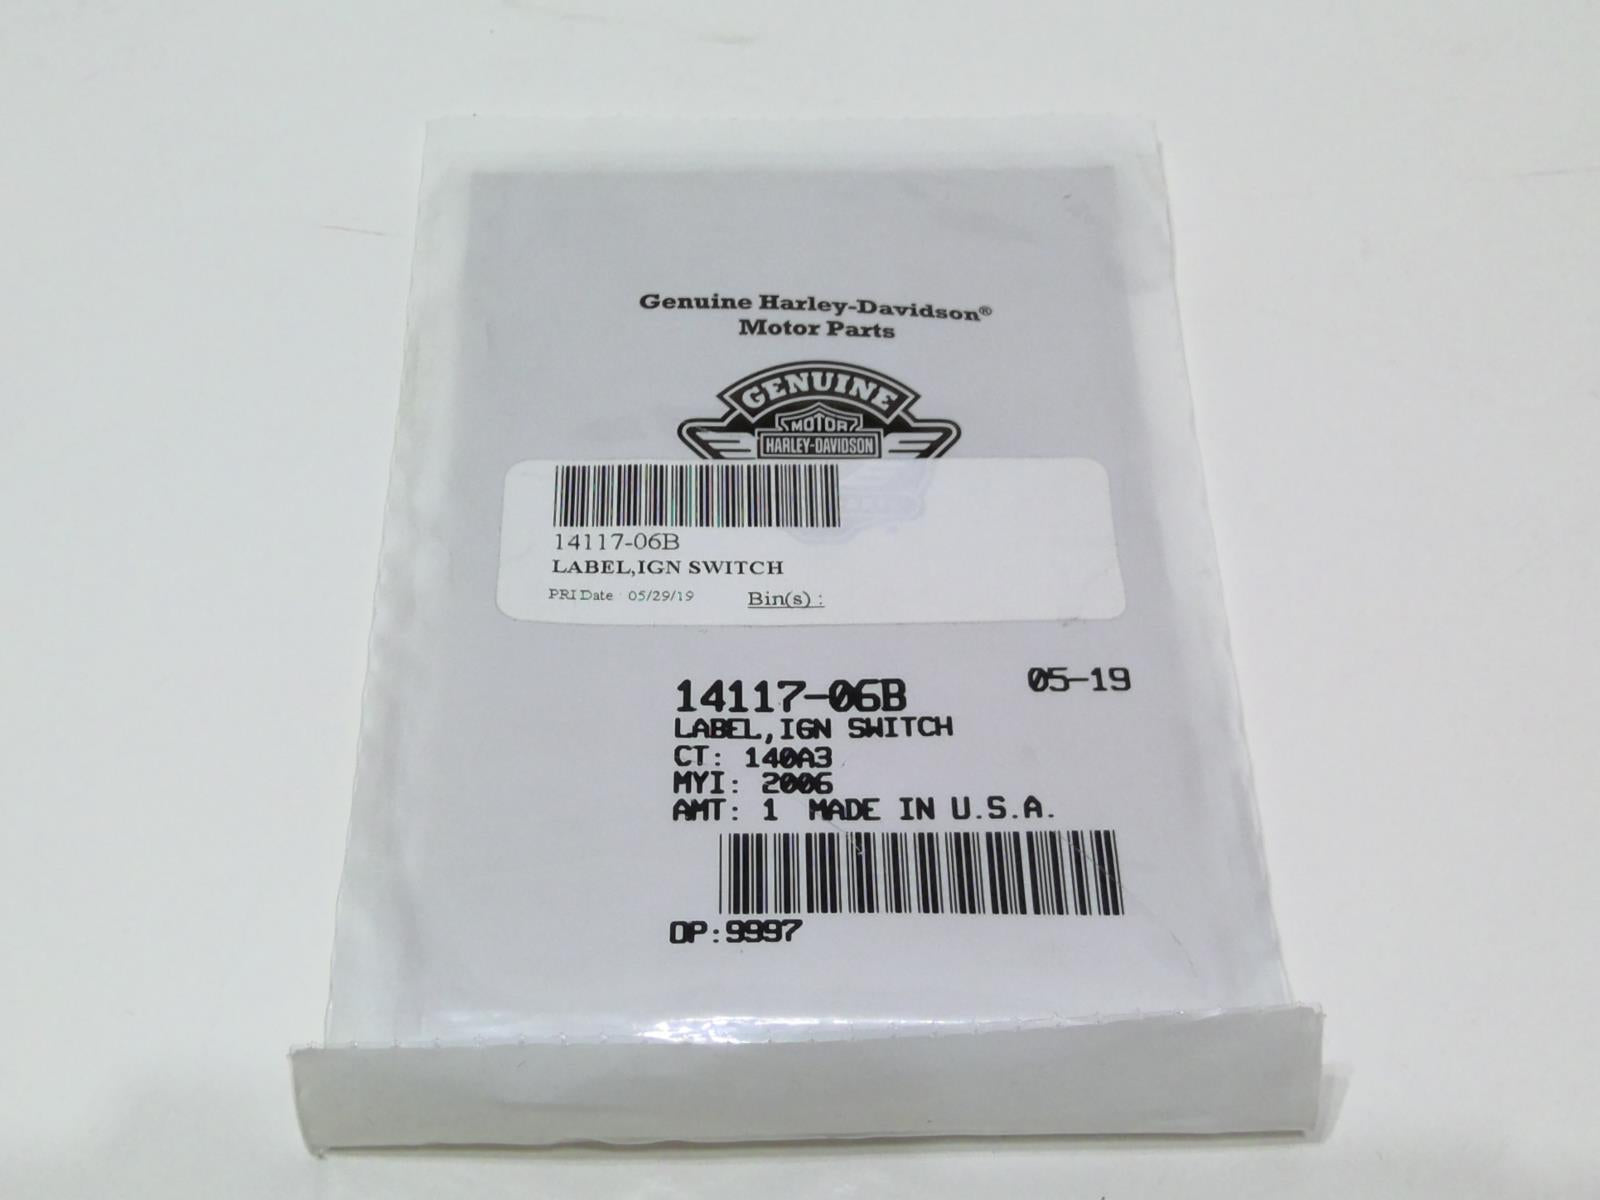 Genuine Harley-Davidson®
Motor Parts
GENUINE
MOTOR
HARLEY-DAVIDSON
14117-06B
LABEL,IGN SWITCH
PRI Date : 05/29/19 Bin(s) :
14117-06B 05-19
LABEL,IGN SWITCH
CT: 140A3
MYI: 2006
AMT: 1 MADE IN U.S.A.
OP:9997